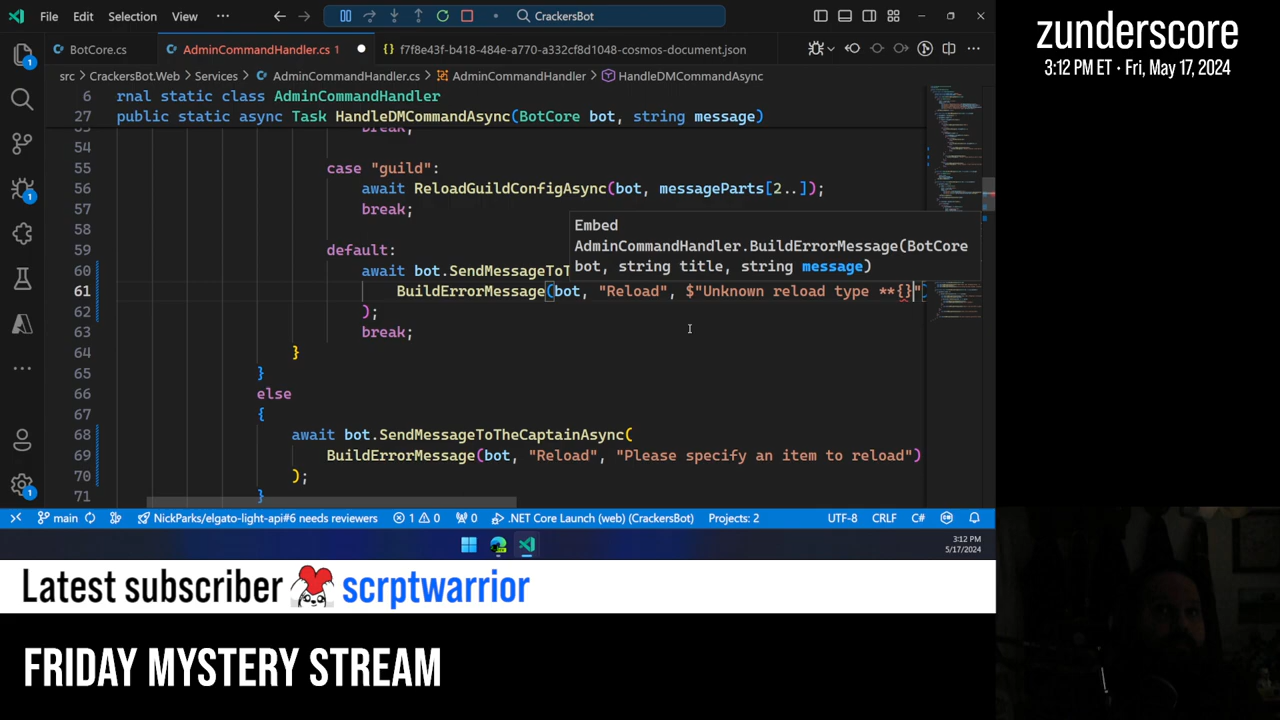 File Edit Selection View ··· CrackersBot
zunderscore
3:12 PM ET · Fri, May 17, 2024
BotCore.cs AdminCommandHandler.cs 1 f7f8e43f-b418-484e-a770-a332cf8d1048-cosmos-document.json
src > CrackersBot.Web > Services > AdminCommandHandler.cs > AdminCommandHandler > HandleDMCommandAsync
6 rnal static class AdminCommandHandler
27 public static async Task HandleDMCommandAsync(BotCore bot, string message)
53 break;
54
55 case "guild":
56 await ReloadGuildConfigAsync(bot, messageParts[2..]);
57 break;
58
Embed
AdminCommandHandler.BuildErrorMessage(BotCore
bot, string title, string message)
59 default:
60 await bot.SendMessageToT
61 BuildErrorMessage(bot, "Reload", $"Unknown reload type **{}"
62 );
63 break;
64 }
65 }
66 else
67 {
68 await bot.SendMessageToTheCaptainAsync(
69 BuildErrorMessage(bot, "Reload", "Please specify an item to reload")
70 );
71 }
main NickParks/elgato-light-api#6 needs reviewers 1 0 0 .NET Core Launch (web) (CrackersBot) Projects: 2 UTF-8 CRLF C#
3:12 PM
5/17/2024
Latest subscriber scrptwarrior
FRIDAY MYSTERY STREAM